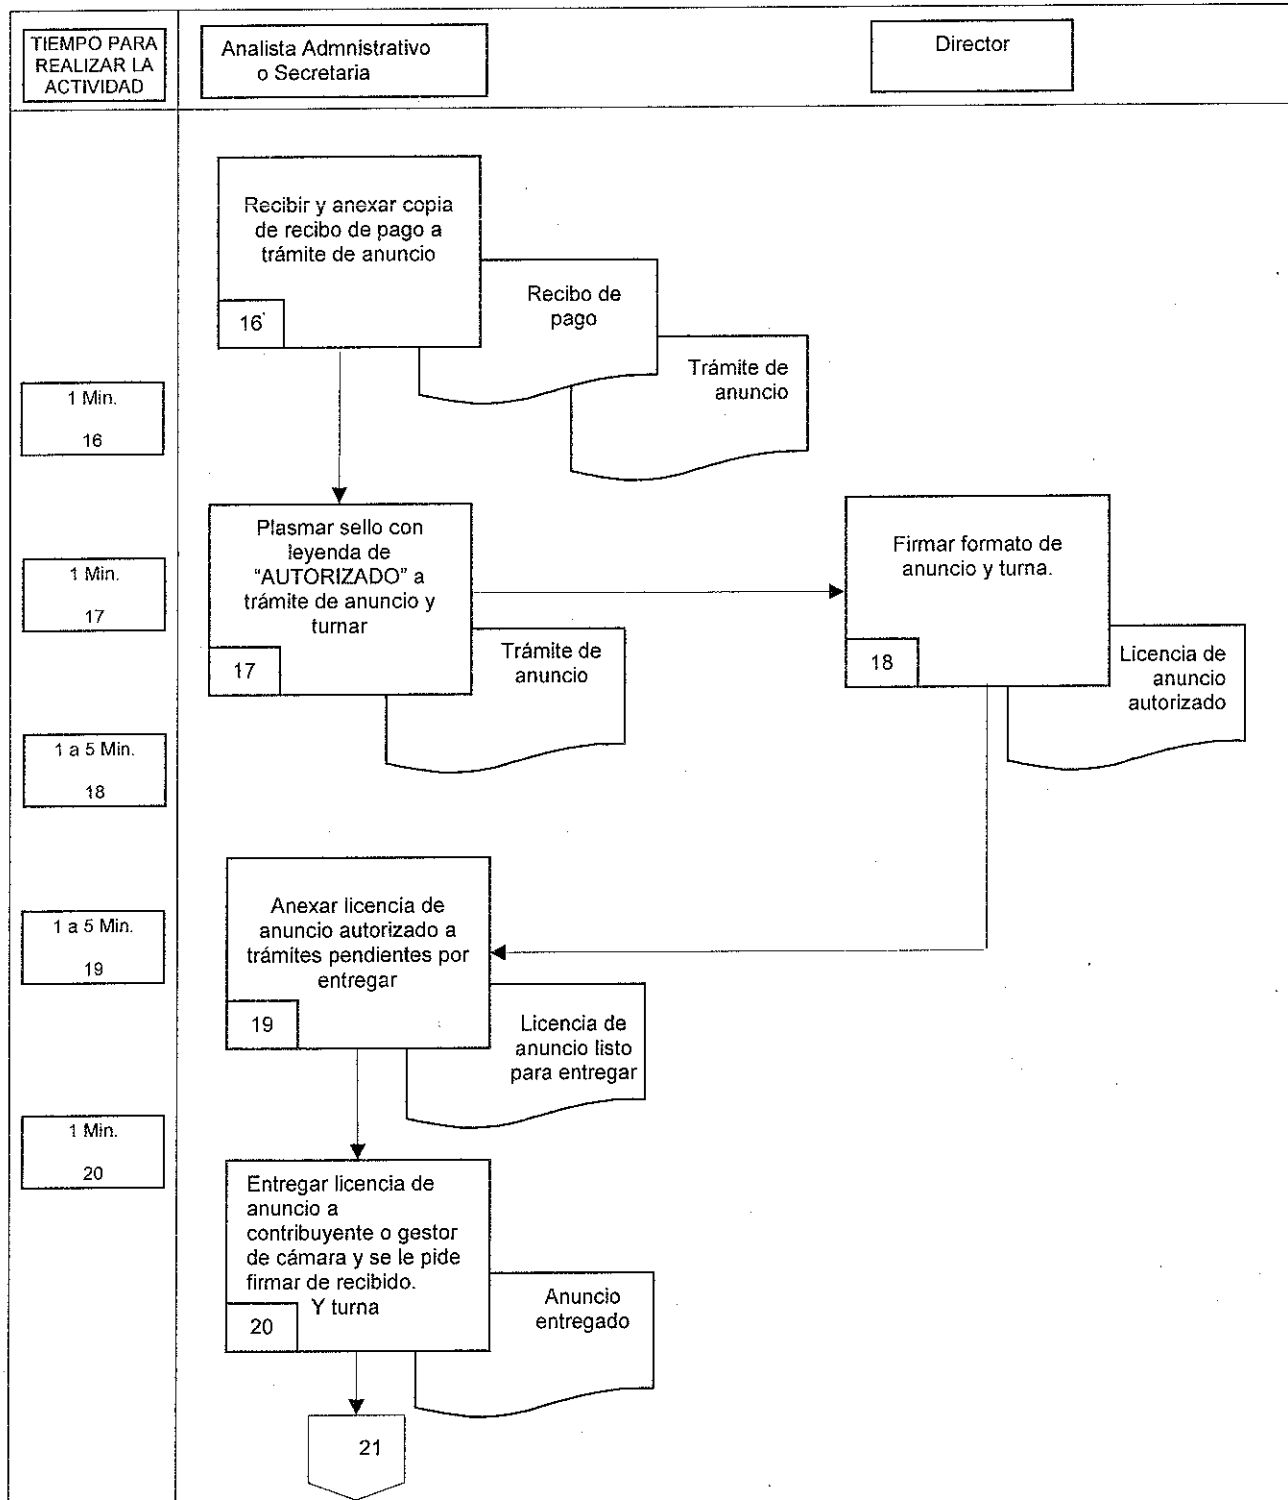 TIEMPO PARA
REALIZAR LA
ACTIVIDAD
Analista Admnistrativo
o Secretaria
Director
Recibir y anexar copia
de recibo de pago a
trámite de anuncio
16
Recibo de
pago
Trámite de
anuncio
1 Min.
16
Plasmar sello con
leyenda de
“AUTORIZADO” a
trámite de anuncio y
turnar
17
Trámite de
anuncio
Firmar formato de
anuncio y turna.
18
Licencia de
anuncio
autorizado
1 Min.
17
1 a 5 Min.
18
Anexar licencia de
anuncio autorizado a
trámites pendientes por
entregar
19
Licencia de
anuncio listo
para entregar
1 a 5 Min.
19
1 Min.
20
Entregar licencia de
anuncio a
contribuyente o gestor
de cámara y se le pide
firmar de recibido.
Y turna
20
Anuncio
entregado
21